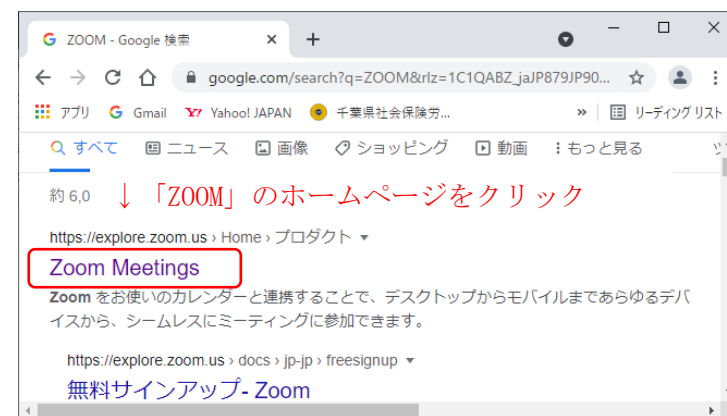 G ZOOM - Google 検索
google.com/search?q=ZOOM&rlz=1C1QABZ_jaJP879JP90...
アプリ G Gmail Y! Yahoo! JAPAN 千葉県社会保険労... » リーディング リスト
すべて ニュース 画像 ショッピング 動画 もっと見る
約 6,0 ↓「ZOOM」のホームページをクリック
https://explore.zoom.us › Home › プロダクト
Zoom Meetings
Zoom をお使いのカレンダーと連携することで、デスクトップからモバイルまであらゆるデバ
イスから、シームレスにミーティングに参加できます。
https://explore.zoom.us › docs › jp-jp › freesignup
無料サインアップ- Zoom